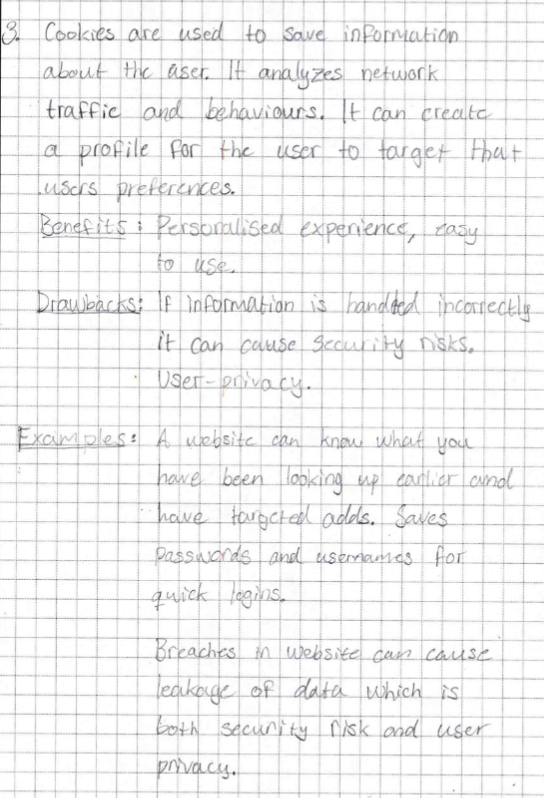 3. Cookies are used to save information
about the user. It analyzes network
traffic and behaviours. It can create
a profile for the user to target that
users preferences.
Benefits: Personalised experience, easy
to use.
Drawbacks: If information is handled incorrectly
it can cause security risks.
User-privacy.
Examples: A website can know what you
have been looking up earlier and
have targeted adds. Saves
passwords and usernames for
quick logins.
Breaches in website can cause
leakage of data which is
both security risk and user
privacy.